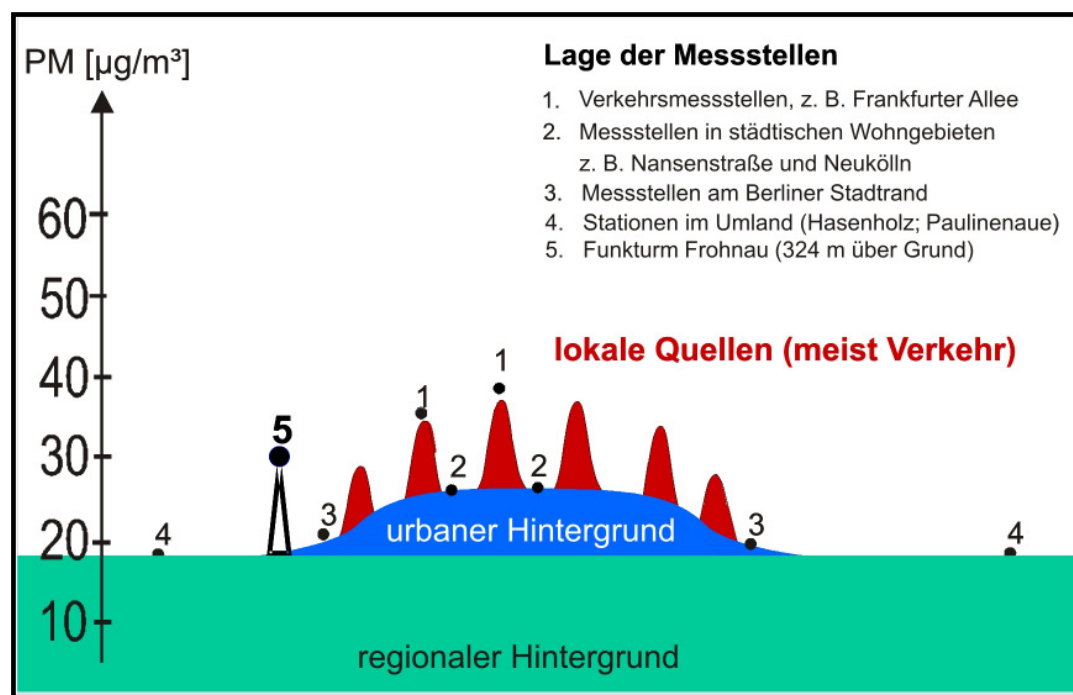 PM [µg/m³]
Lage der Messstellen
1. Verkehrsmessstellen, z. B. Frankfurter Allee
2. Messstellen in städtischen Wohngebieten
z. B. Nansenstraße und Neukölln
3. Messstellen am Berliner Stadtrand
4. Stationen im Umland (Hasenholz; Paulinenaue)
5. Funkturm Frohnau (324 m über Grund)
60
50
40
30
20
10
lokale Quellen (meist Verkehr)
1
1
5
2
2
3
3
4
4
urbaner Hintergrund
regionaler Hintergrund